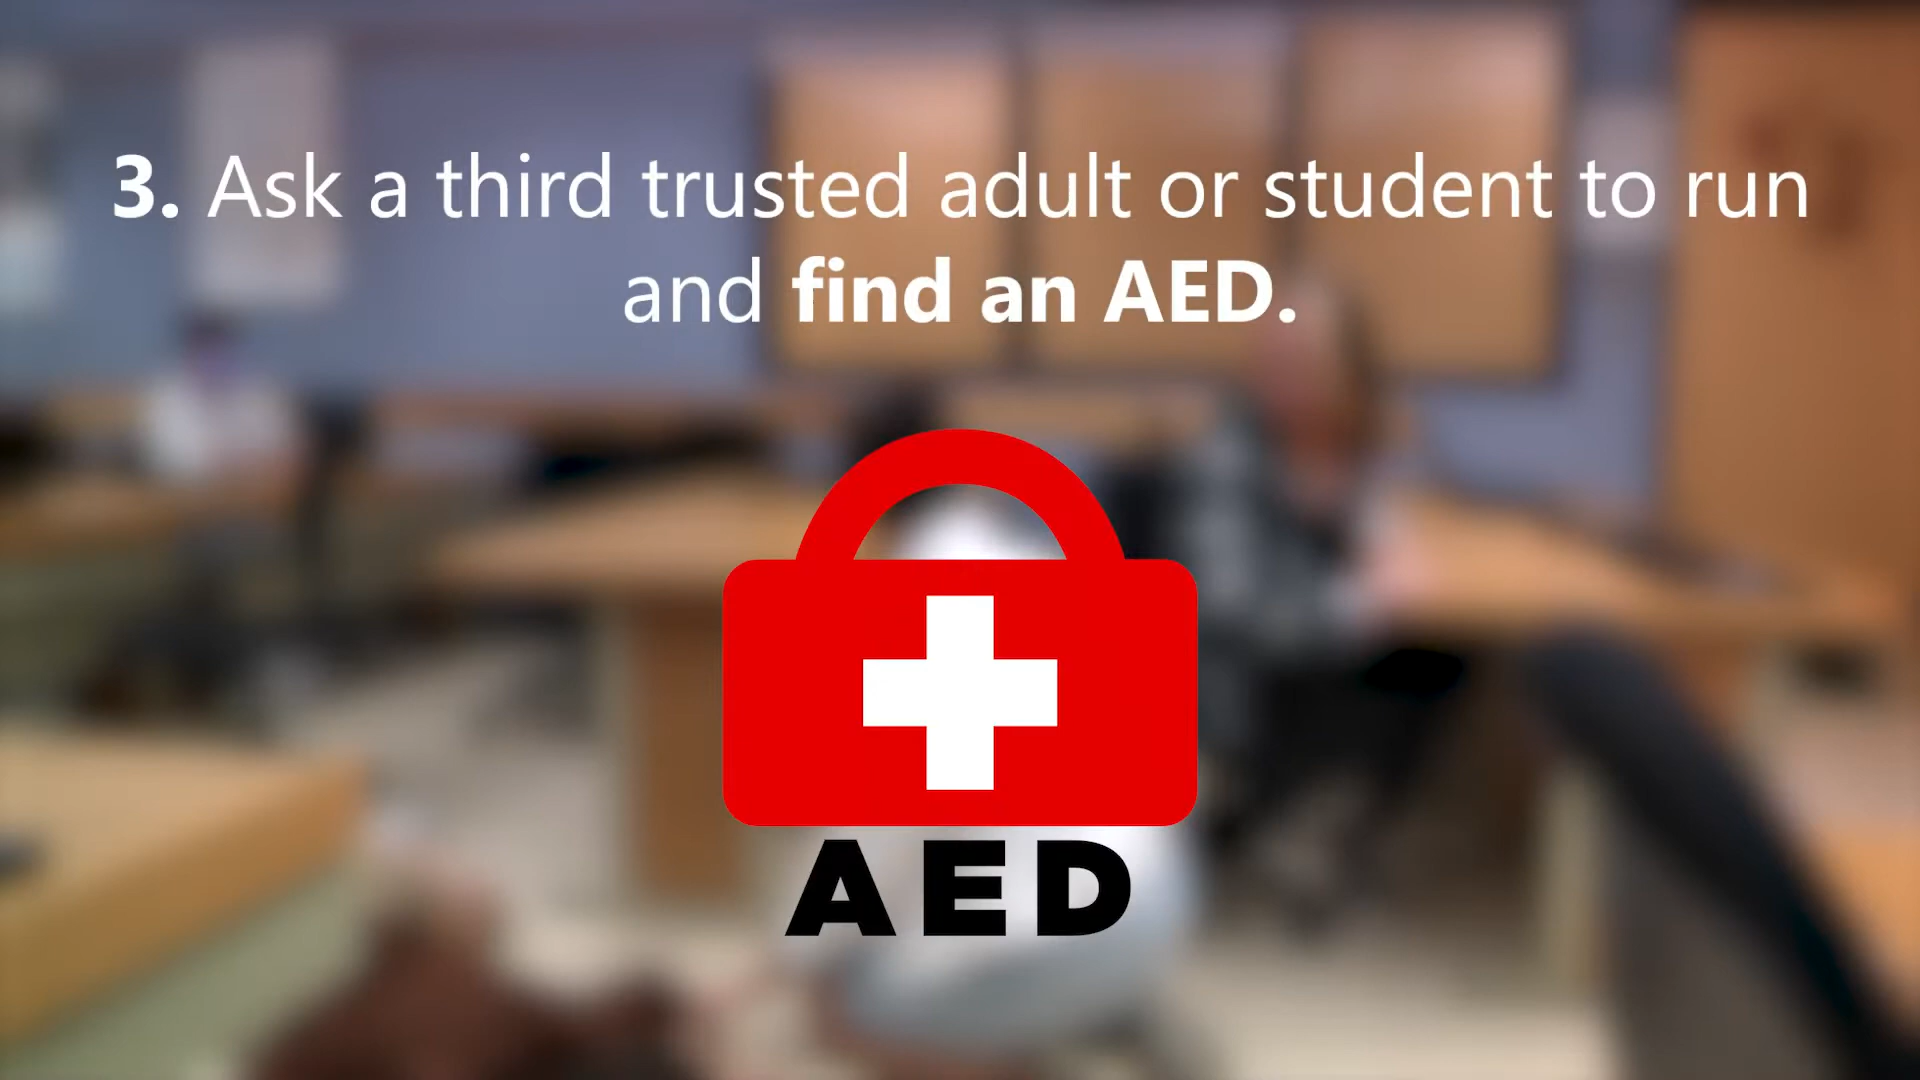 3. Ask a third trusted adult or student to run
and find an AED.
AED